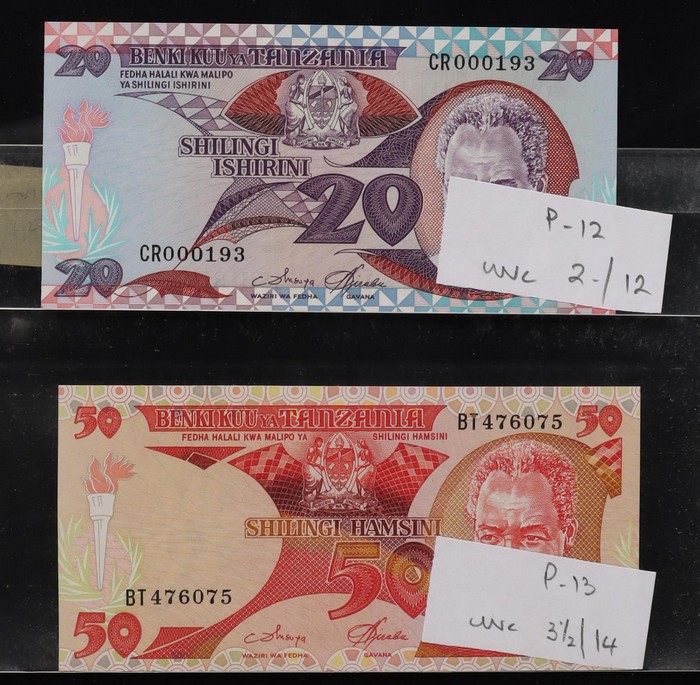 20 BENKI KUU YA TANZANIA CR000193 20
FEDHA HALALI KWA MALIPO
YA SHILINGI ISHIRINI
SHILINGI
ISHIRINI
20
CR000193
20
WAZIRI WA FEDHA GAVANA
P-12
UNC 2-/12
50 BENKI KUU YA TANZANIA BT476075 50
FEDHA HALALI KWA MALIPO YA SHILINGI HAMSINI
SHILINGI HAMSINI
50
BT476075
50
WAZIRI WA FEDHA GAVANA
P-13
UNC 3½/14